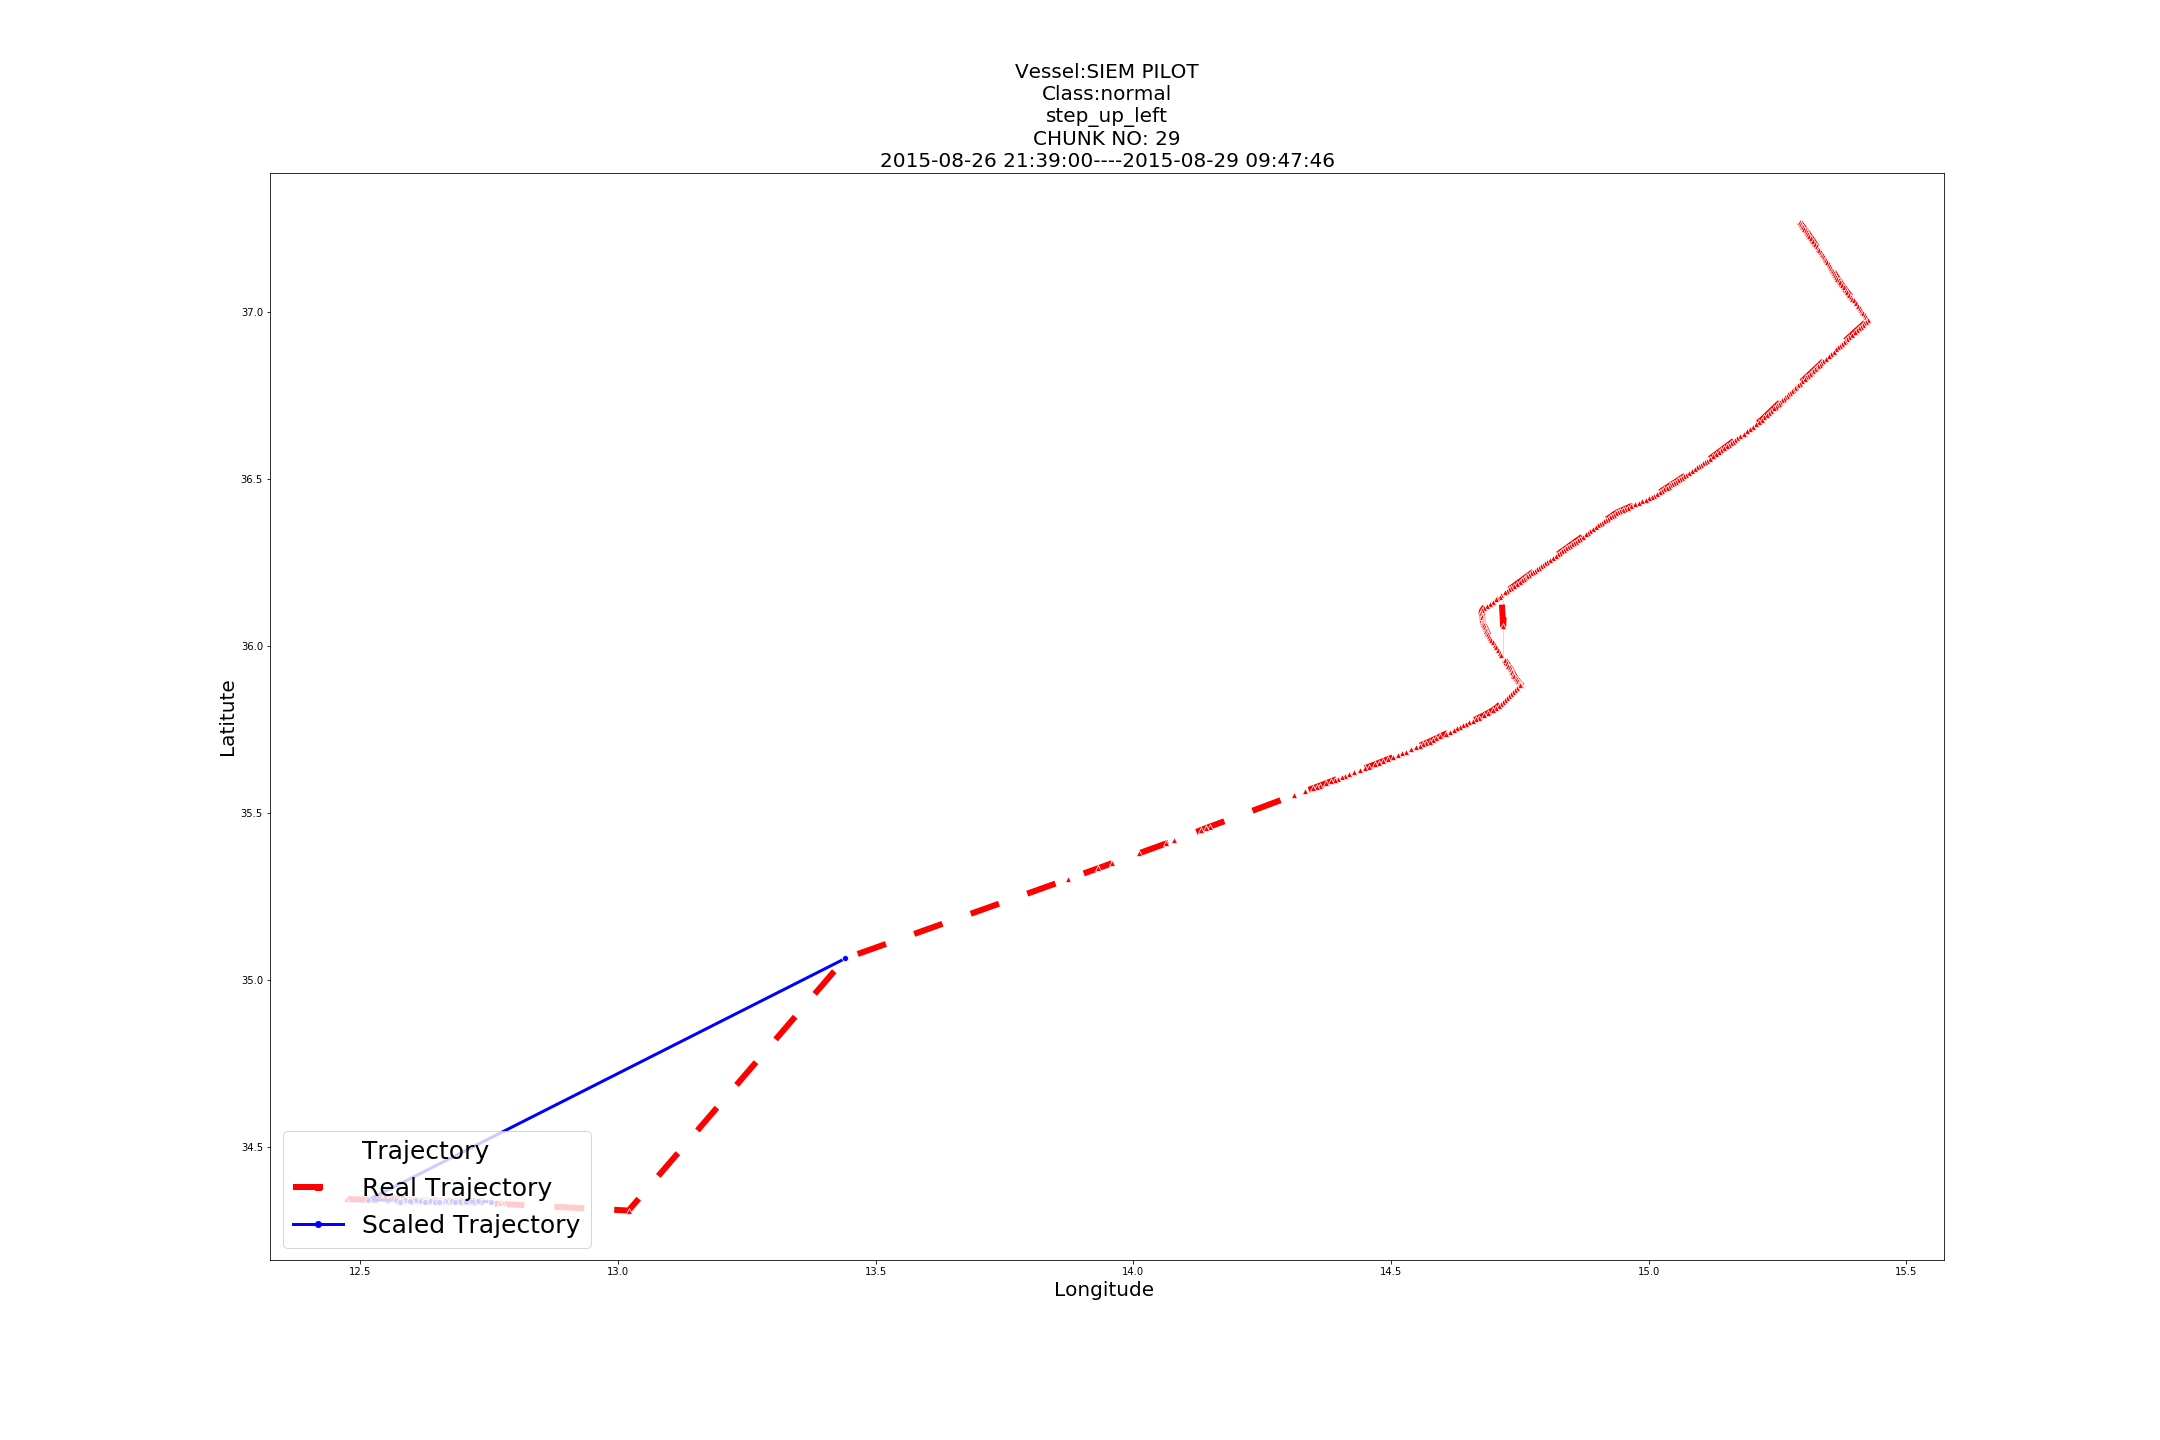 Vessel:SIEM PILOT
Class:normal
step_up_left
CHUNK NO: 29
2015-08-26 21:39:00----2015-08-29 09:47:46
37.0
36.5
36.0
35.5
35.0
34.5
Latitute
Trajectory
Real Trajectory
Scaled Trajectory
12.5
13.0
13.5
14.0
14.5
15.0
15.5
Longitude